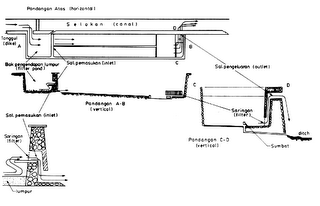 Pandangan Atas (horizontal)
Selokan (canal)
D
Tanggul
(dike)
A
B
C
Bak pengendapan lumpur
(filter pond)
Sal. pemasukan (inlet)
Sal. pengeluaran (outlet)
Pandangan A-B
(vertical)
C
D
Saringan
(filter)
Pandangan C-D
(vertical)
Sumbat
ditch
Sal. pemasukan (inlet)
Saringan
(filter)
lumpur